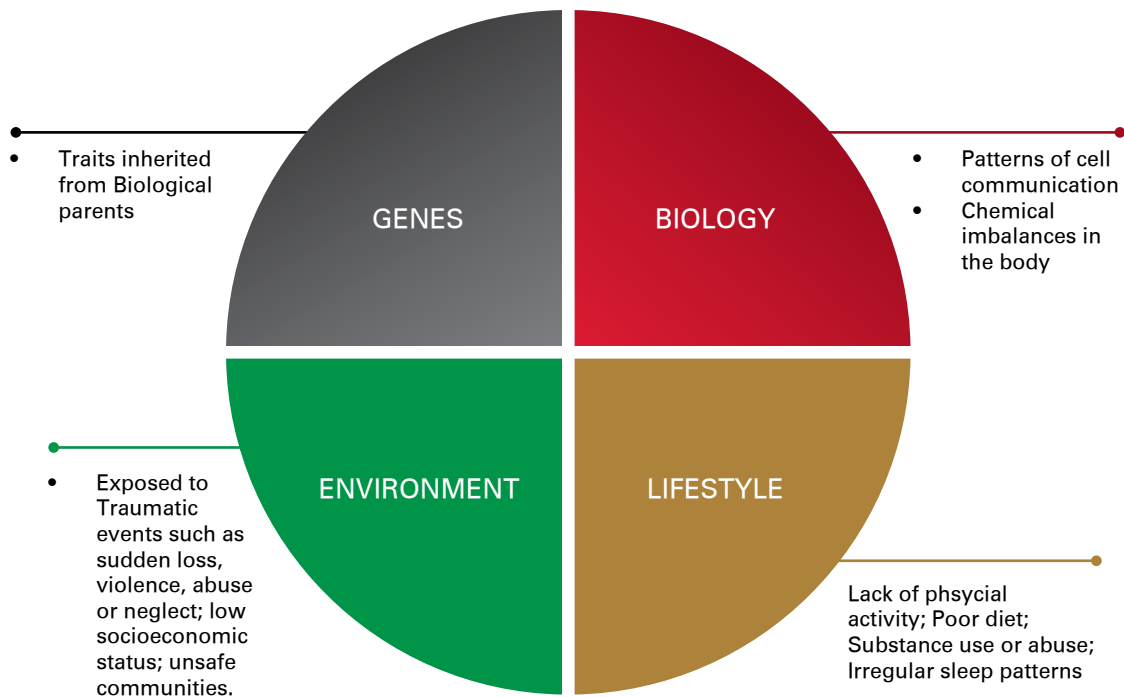 GENES
• Traits inherited
from Biological
parents
BIOLOGY
• Patterns of cell
communication
• Chemical
imbalances in
the body
ENVIRONMENT
• Exposed to
Traumatic
events such as
sudden loss,
violence, abuse
or neglect; low
socioeconomic
status; unsafe
communities.
LIFESTYLE
Lack of phsycial
activity; Poor diet;
Substance use or abuse;
Irregular sleep patterns